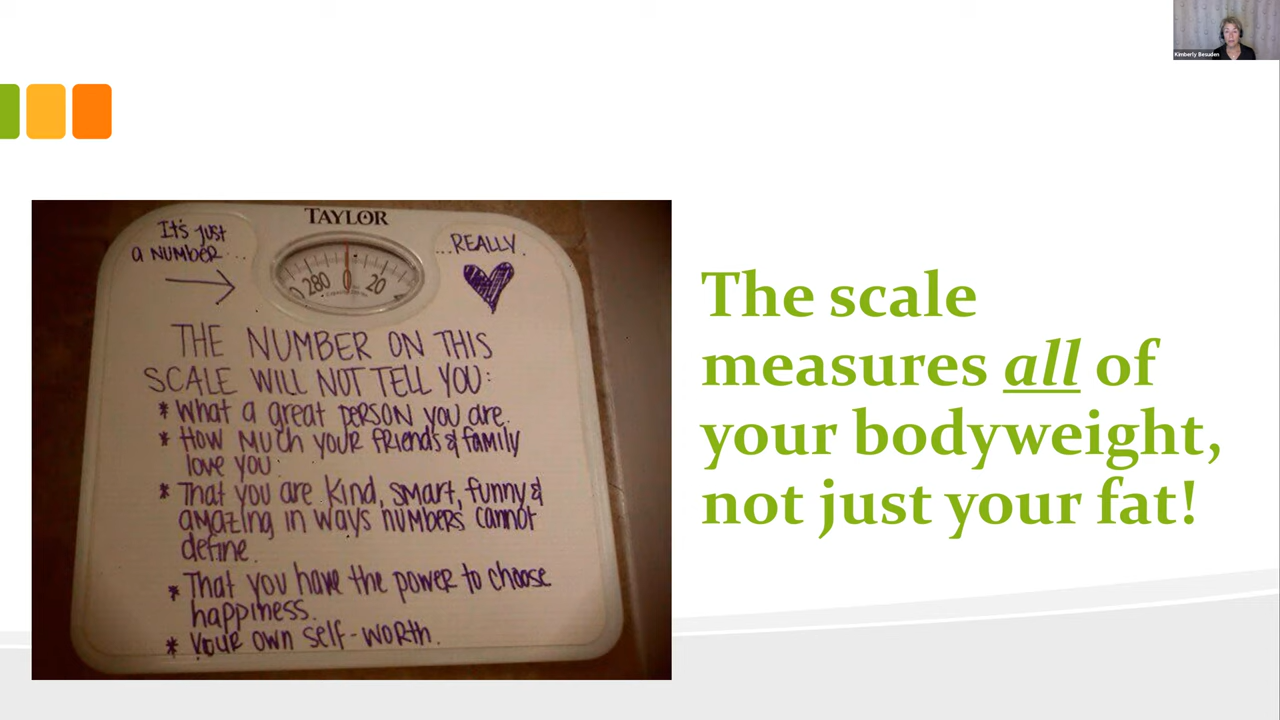 Kimberly Besuden
TAYLOR
It's just
a NUMBER...
...REALLY.
280 0 20
THE NUMBER ON THIS
SCALE WILL NOT TELL YOU:
* What a great PERSON you are.
* How Much your friends & family
love you.
* That you are kind, smart, funny &
amazing in ways numbers cannot
define.
* That you have the power to choose
happiness.
* Your own self-worth.
The scale
measures all of
your bodyweight,
not just your fat!